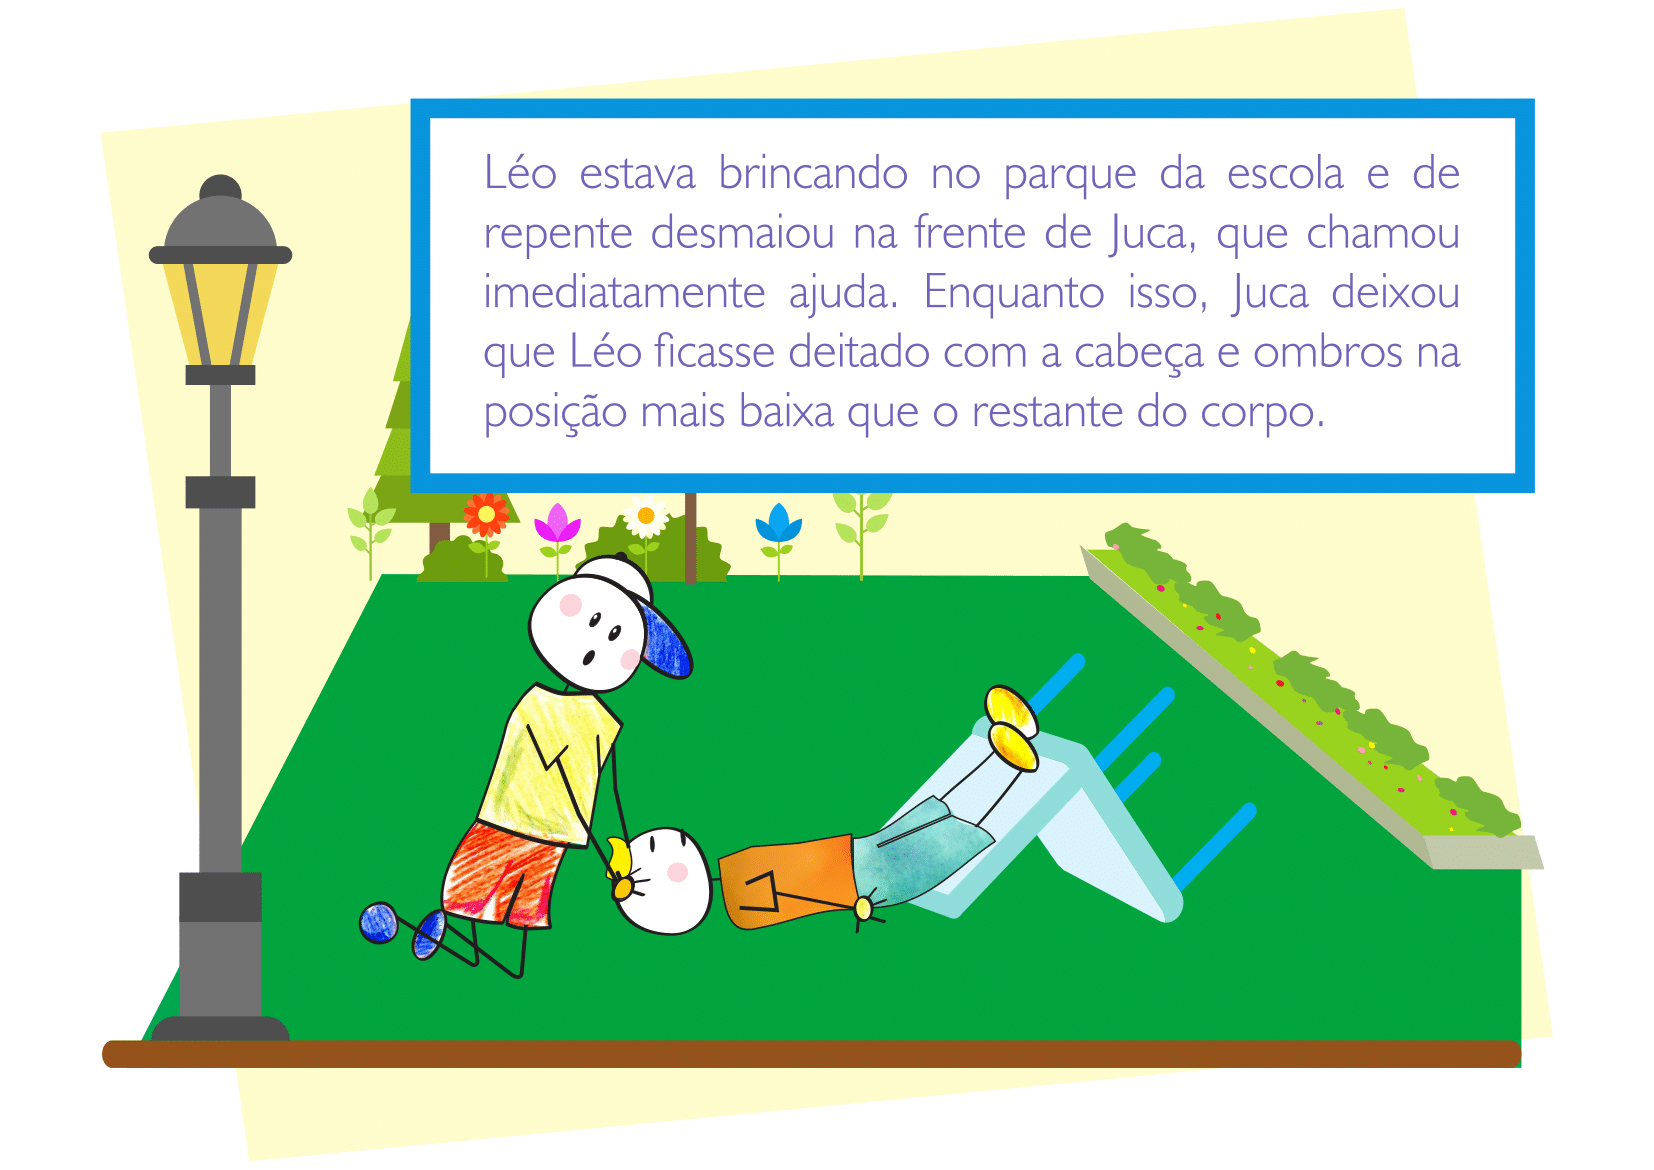 Léo estava brincando no parque da escola e de
repente desmaiou na frente de Juca, que chamou
imediatamente ajuda. Enquanto isso, Juca deixou
que Léo ficasse deitado com a cabeça e ombros na
posição mais baixa que o restante do corpo.